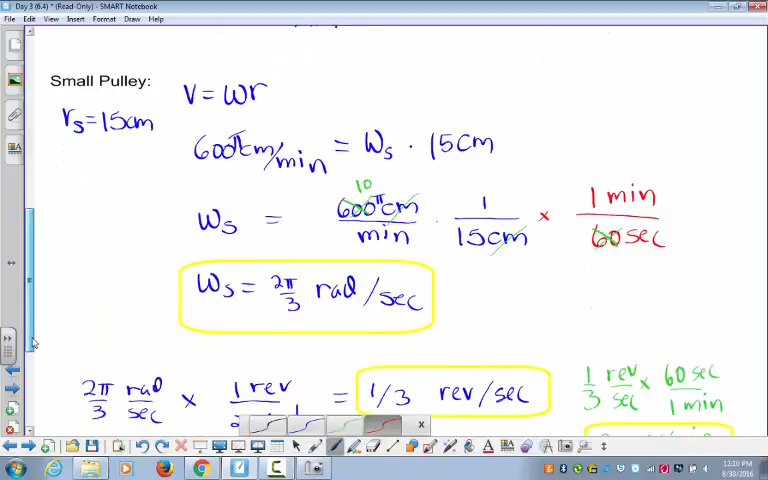 Day 3 (6.4) * (Read-Only) - SMART Notebook
File Edit View Insert Format Draw Help
Small Pulley:
V = ωr
r_s = 15cm
600π cm/min = ω_s · 15cm
10
ω_s = 600π cm/min · 1/15cm × 1 min/60 sec
ω_s = 2π/3 rad/sec
2π/3 rad/sec × 1 rev = 1/3 rev/sec
1/3 rev/sec × 60 sec/1 min
12:10 PM
8/30/2016